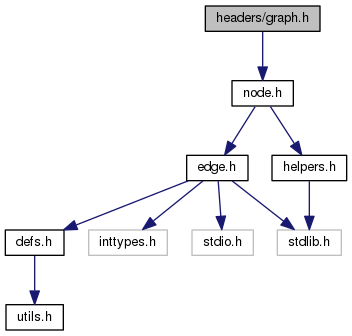 headers/graph.h
node.h
edge.h
helpers.h
defs.h
inttypes.h
stdio.h
stdlib.h
utils.h